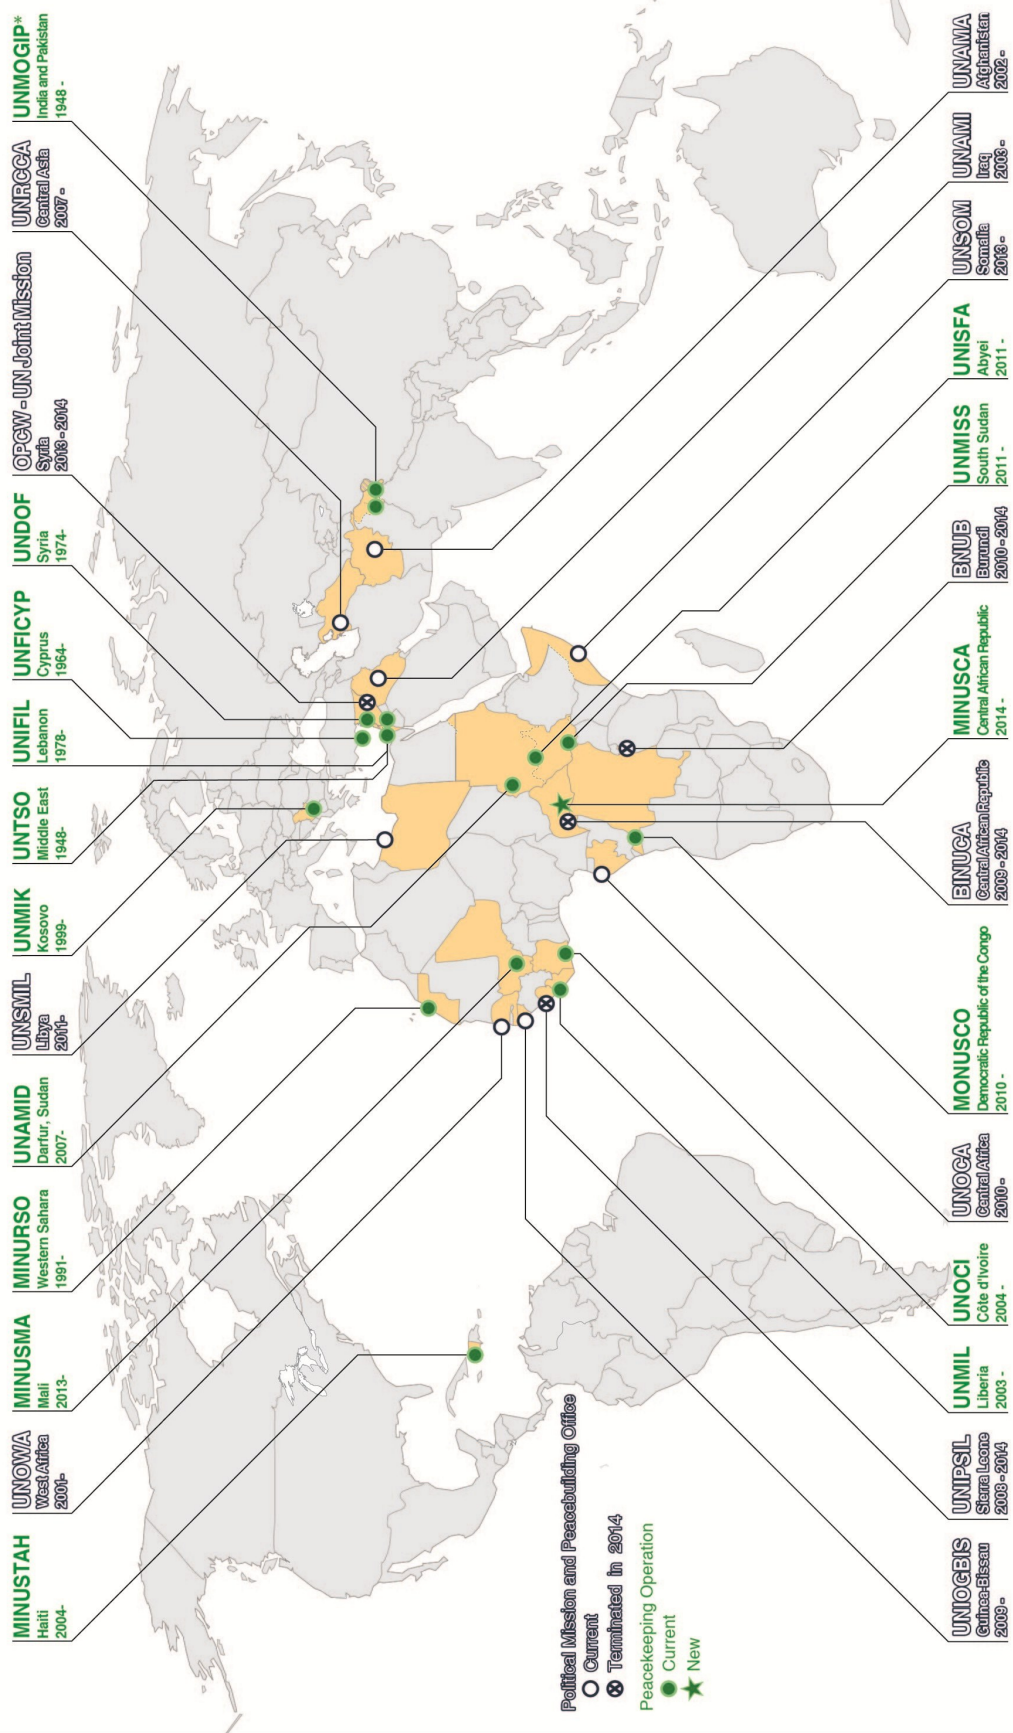 MINUSTAH
Haiti
2004-
UNOWA
West Africa
2001-
MINUSMA
Mali
2013-
MINURSO
Western Sahara
1991-
UNAMID
Darfur, Sudan
2007-
UNSMIL
Libya
2011-
UNMIK
Kosovo
1999-
UNTSO
Middle East
1948-
UNIFIL
Lebanon
1978-
UNFICYP
Cyprus
1964-
UNDOF
Syria
1974-
OPCW - UN Joint Mission
Syria
2013 - 2014
UNRCCA
Central Asia
2007 -
UNMOGIP*
India and Pakistan
1948 -
Political Mission and Peacebuilding Office
Current
Terminated in 2014
Peacekeeping Operation
Current
New
UNIOGBIS
Guinea-Bissau
2009 -
UNIPSIL
Sierra Leone
2008 - 2014
UNMIL
Liberia
2003 -
UNOCI
Côte d'Ivoire
2004 -
UNOCA
Central Africa
2010 -
MONUSCO
Democratic Republic of the Congo
2010 -
BINUCA
Central African Republic
2009 - 2014
MINUSCA
Central African Republic
2014 -
BNUB
Burundi
2010 - 2014
UNMISS
South Sudan
2011 -
UNISFA
Abyei
2011 -
UNSOM
Somalia
2013 -
UNAMI
Iraq
2003 -
UNAMA
Afghanistan
2002 -